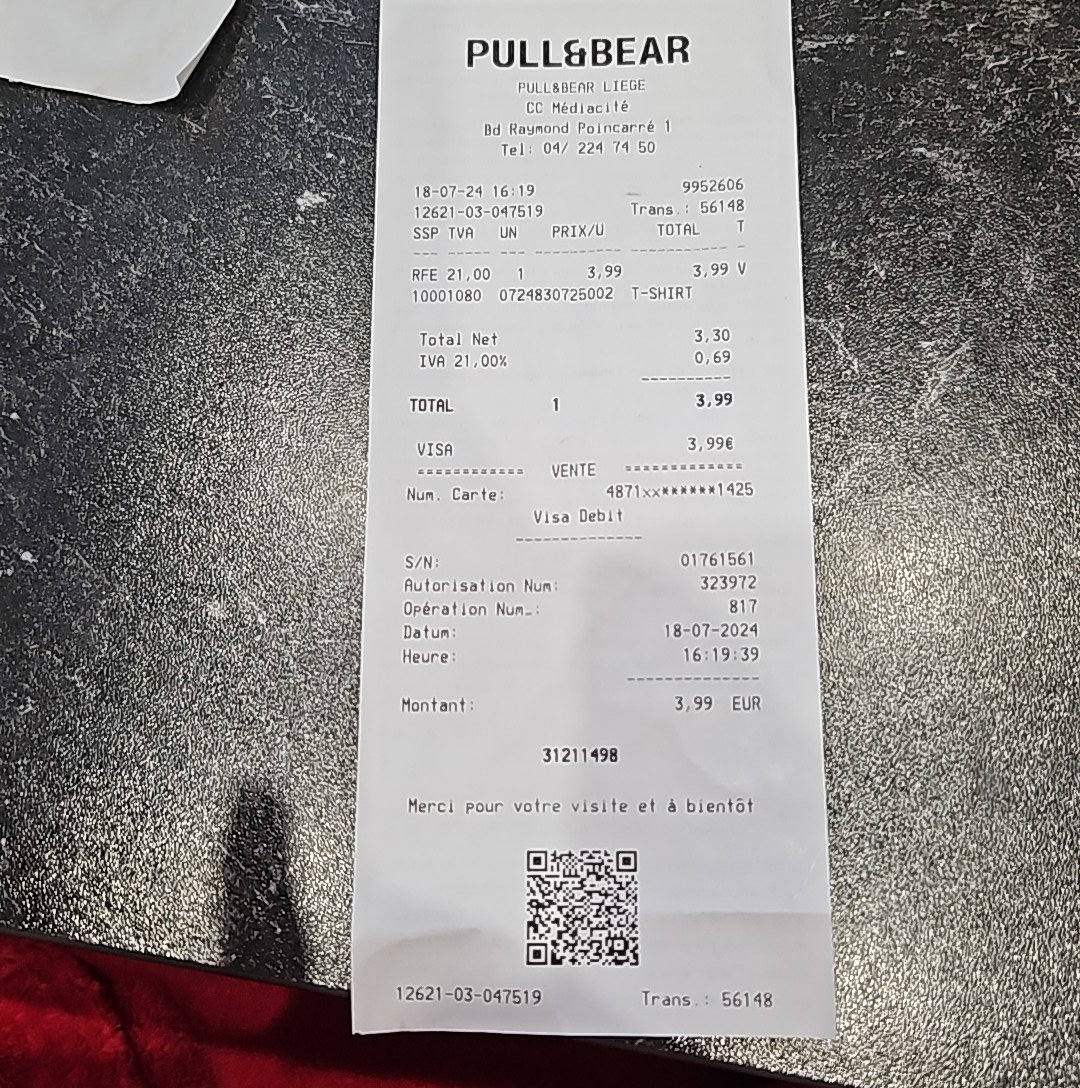 PULL&BEAR
PULL&BEAR LIEGE
CC Médiacité
Bd Raymond Poincarré 1
Tel: 04/ 224 74 50
18-07-24 16:19 9952606
12621-03-047519 Trans.: 56148
SSP TVA UN PRIX/U TOTAL T
RFE 21,00 1 3,99 3,99 V
10001080 0724830725002 T-SHIRT
Total Net 3,30
IVA 21,00% 0,69
TOTAL 1 3,99
VISA 3,99€
============ VENTE =============
Num. Carte: 4871xx******1425
Visa Debit
--------------
S/N: 01761561
Autorisation Num: 323972
Opération Num_: 817
Datum: 18-07-2024
Heure: 16:19:39
Montant: 3,99 EUR
31211498
Merci pour votre visite et à bientôt
12621-03-047519 Trans.: 56148